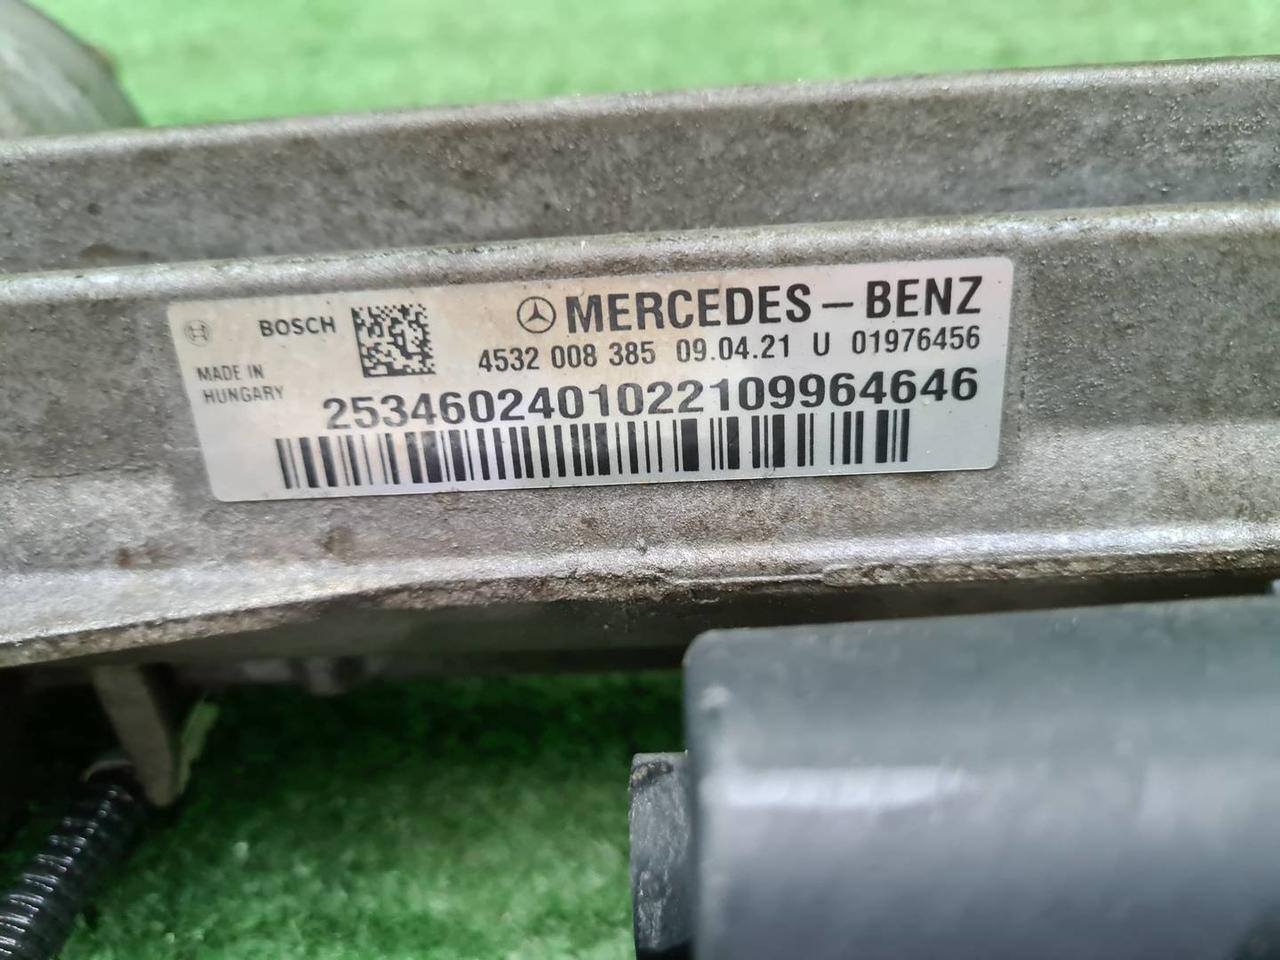 BOSCH
MERCEDES-BENZ
4532 008 385 09.04.21 U 01976456
MADE IN
HUNGARY
2534602401022109964646